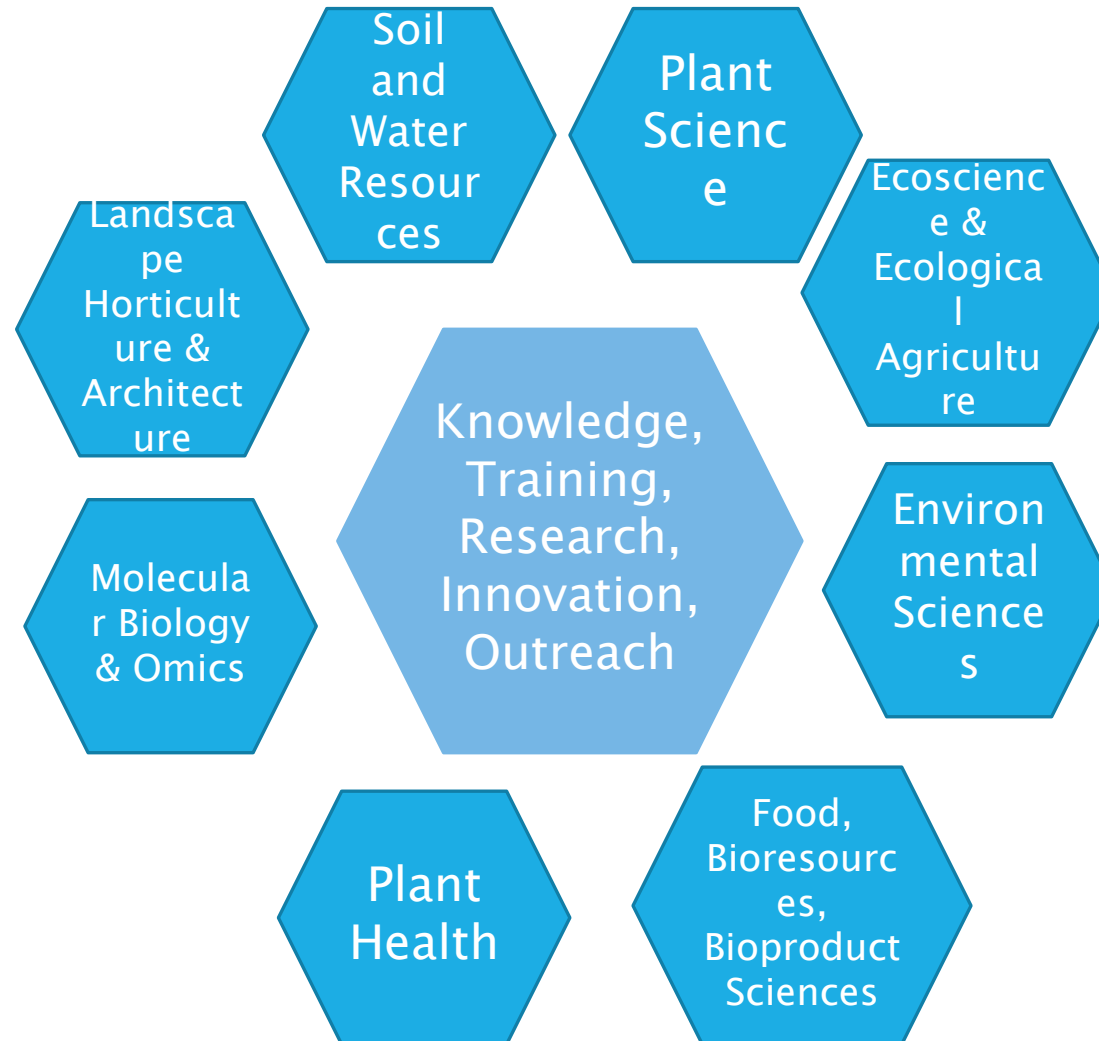 Soil
and
Water
Resour
ces
Plant
Scienc
e
Ecoscienc
e &
Ecologica
l
Agricultu
re
Landsca
pe
Horticult
ure &
Architect
ure
Knowledge,
Training,
Research,
Innovation,
Outreach
Environ
mental
Science
s
Molecula
r Biology
& Omics
Plant
Health
Food,
Bioresourc
es,
Bioproduct
Sciences